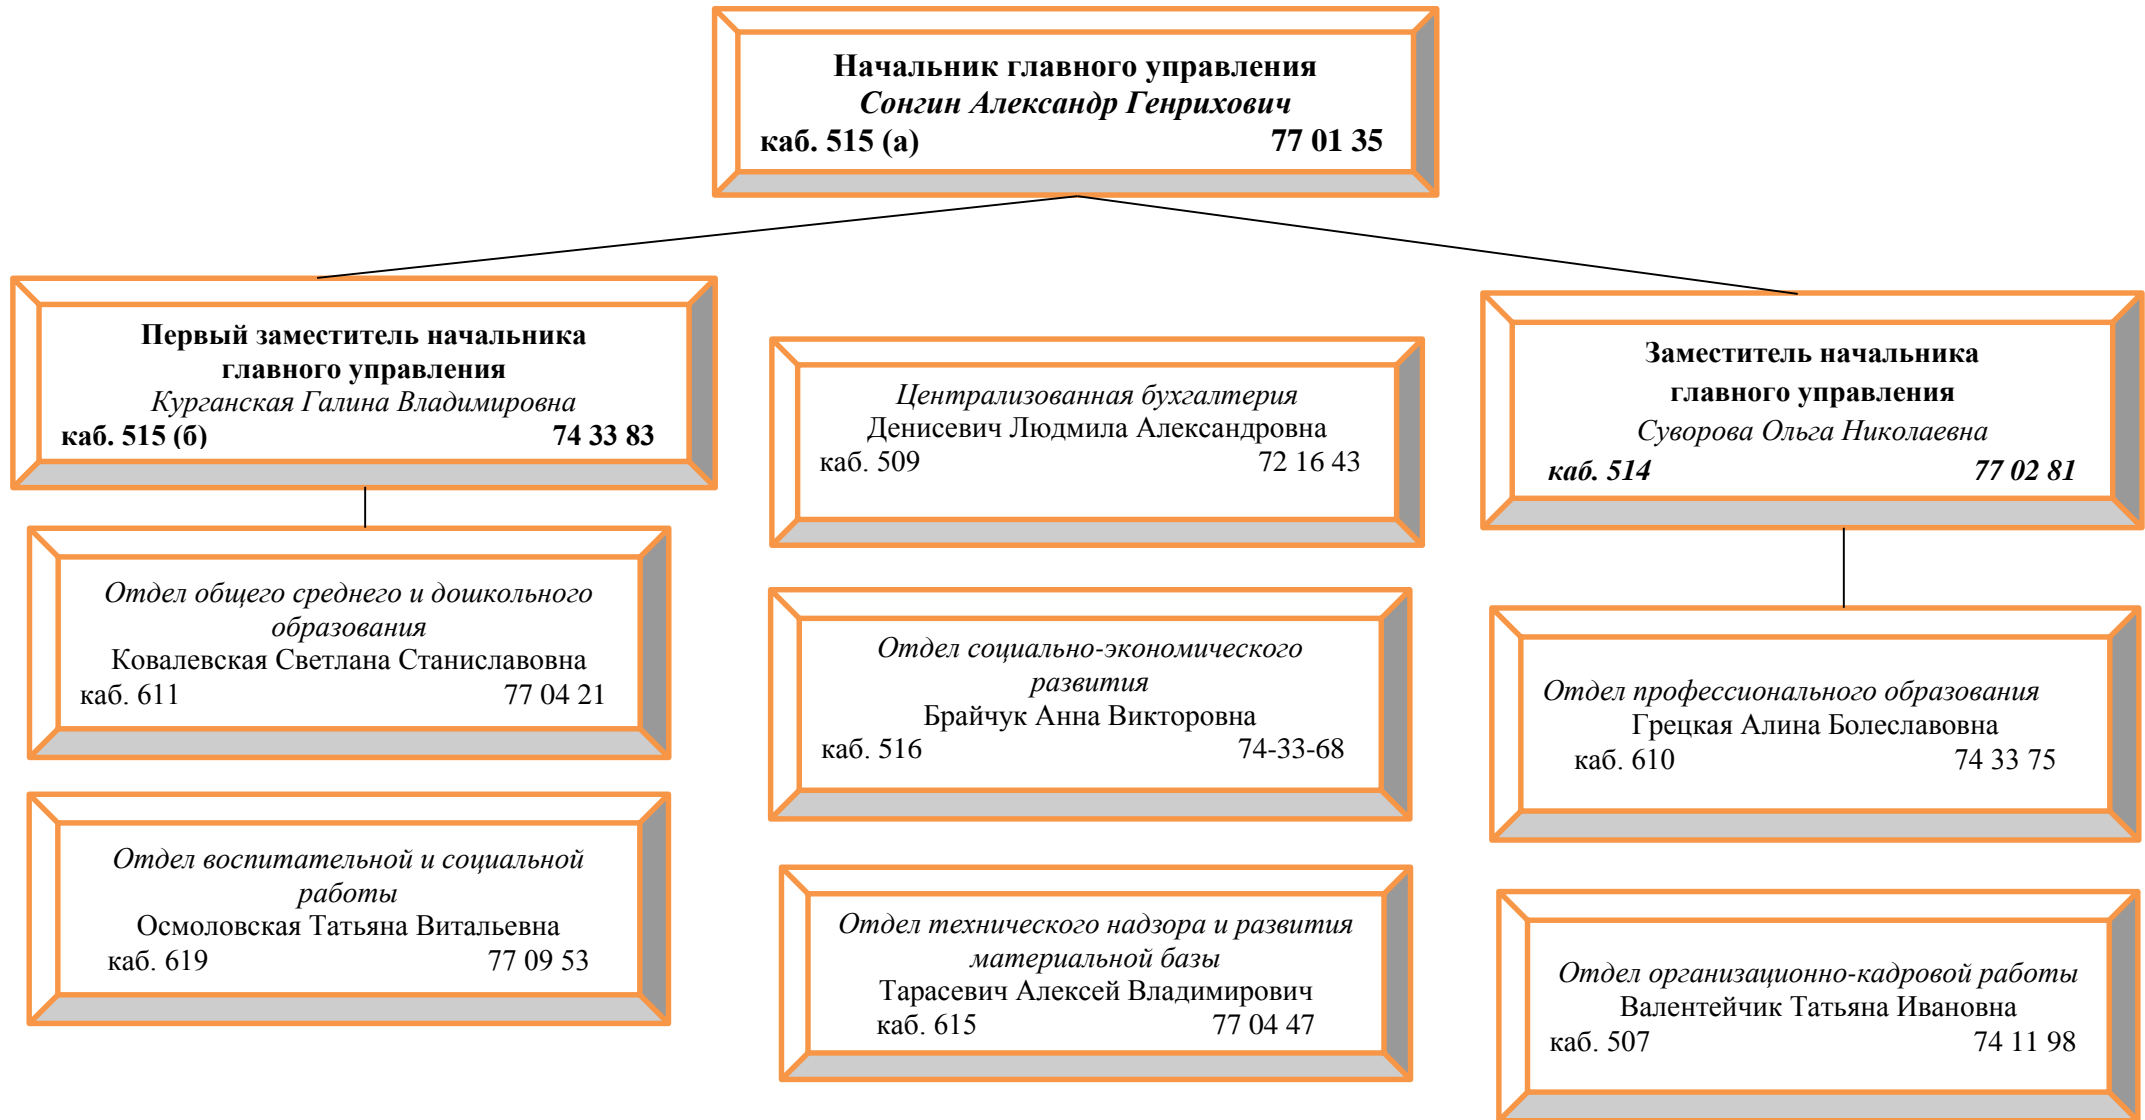 Начальник главного управления
Сонгин Александр Генрихович
каб. 515 (а) 77 01 35
Первый заместитель начальника
главного управления
Курганская Галина Владимировна
каб. 515 (б) 74 33 83
Отдел общего среднего и дошкольного
образования
Ковалевская Светлана Станиславовна
каб. 611 77 04 21
Отдел воспитательной и социальной
работы
Осмоловская Татьяна Витальевна
каб. 619 77 09 53
Централизованная бухгалтерия
Денисевич Людмила Александровна
каб. 509 72 16 43
Отдел социально-экономического
развития
Брайчук Анна Викторовна
каб. 516 74-33-68
Отдел технического надзора и развития
материальной базы
Тарасевич Алексей Владимирович
каб. 615 77 04 47
Заместитель начальника
главного управления
Суворова Ольга Николаевна
каб. 514 77 02 81
Отдел профессионального образования
Грецкая Алина Болеславовна
каб. 610 74 33 75
Отдел организационно-кадровой работы
Валентейчик Татьяна Ивановна
каб. 507 74 11 98